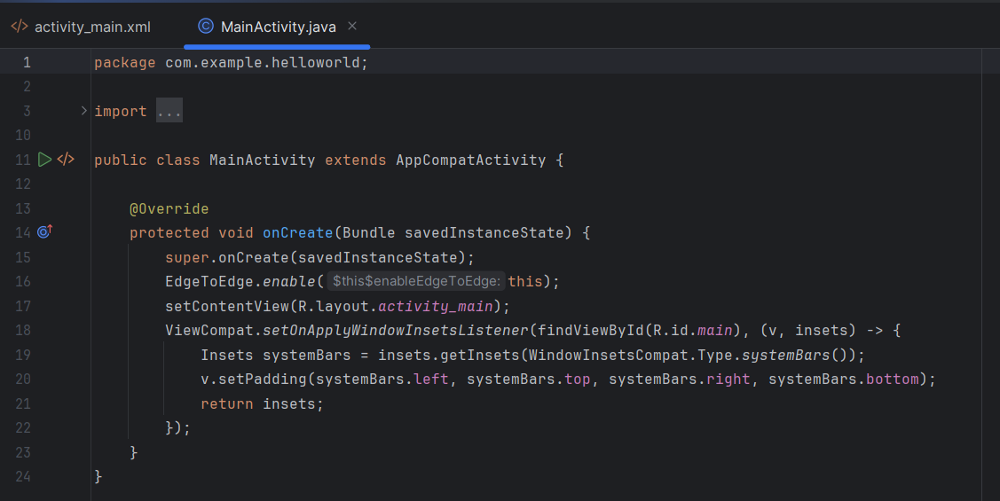 activity_main.xml
MainActivity.java
1 package com.example.helloworld;
2
3 import ...
10
11 public class MainActivity extends AppCompatActivity {
12
13 @Override
14 protected void onCreate(Bundle savedInstanceState) {
15 super.onCreate(savedInstanceState);
16 EdgeToEdge.enable( $this$enableEdgeToEdge: this);
17 setContentView(R.layout.activity_main);
18 ViewCompat.setOnApplyWindowInsetsListener(findViewById(R.id.main), (v, insets) -> {
19 Insets systemBars = insets.getInsets(WindowInsetsCompat.Type.systemBars());
20 v.setPadding(systemBars.left, systemBars.top, systemBars.right, systemBars.bottom);
21 return insets;
22 });
23 }
24 }